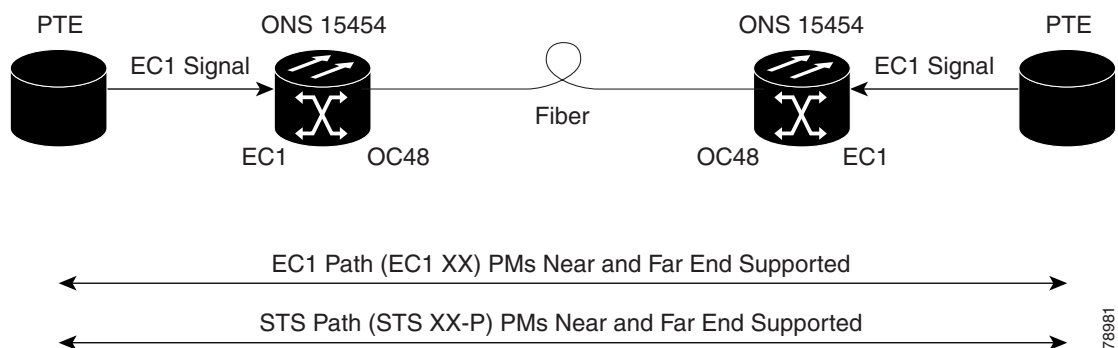 PTE
ONS 15454
ONS 15454
PTE
EC1 Signal
EC1 Signal
Fiber
EC1
OC48
OC48
EC1
EC1 Path (EC1 XX) PMs Near and Far End Supported
STS Path (STS XX-P) PMs Near and Far End Supported
78981